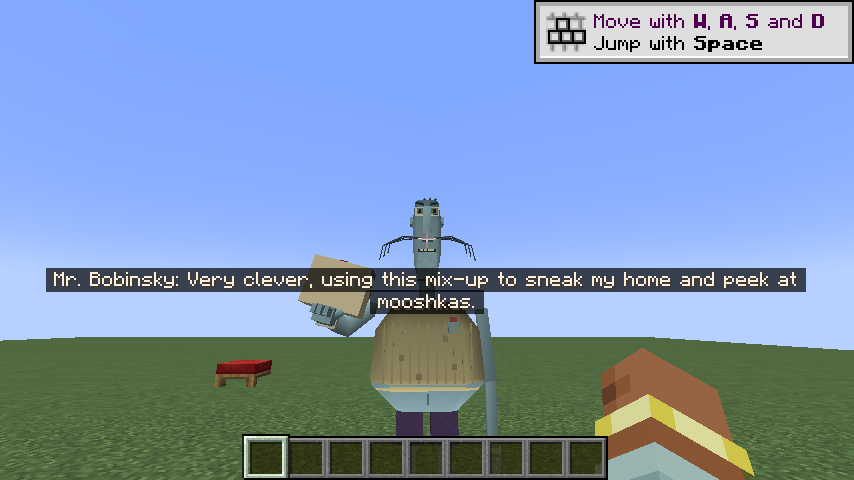 Move with W, A, S and D
Jump with Space
Mr. Bobinsky: Very clever, using this mix-up to sneak my home and peek at
mooshkas.